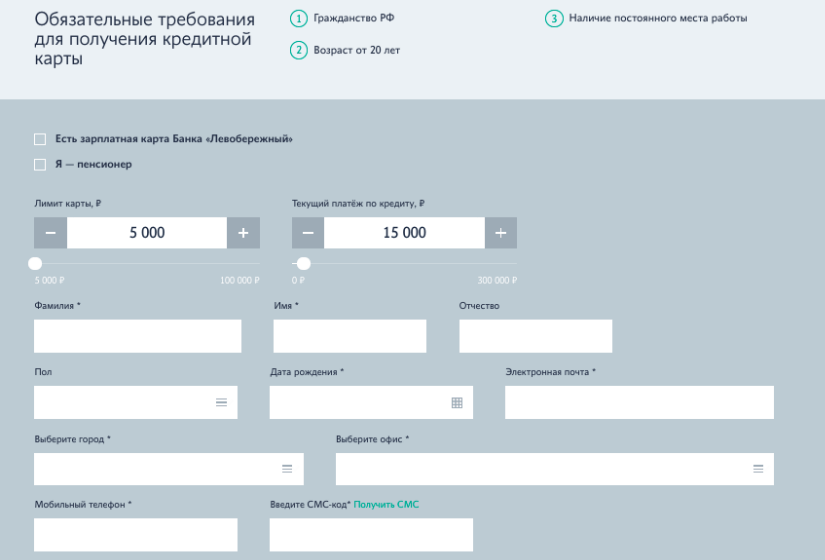 Обязательные требования
для получения кредитной
карты
1 Гражданство РФ
2 Возраст от 20 лет
3 Наличие постоянного места работы
Есть зарплатная карта Банка «Левобережный»
Я — пенсионер
Лимит карты, ₽
− 5 000 +
5 000 ₽ 100 000 ₽
Текущий платёж по кредиту, ₽
− 15 000 +
0 ₽ 300 000 ₽
Фамилия * Имя * Отчество
Пол Дата рождения * Электронная почта *
Выберите город * Выберите офис *
Мобильный телефон * Введите СМС-код* Получить СМС